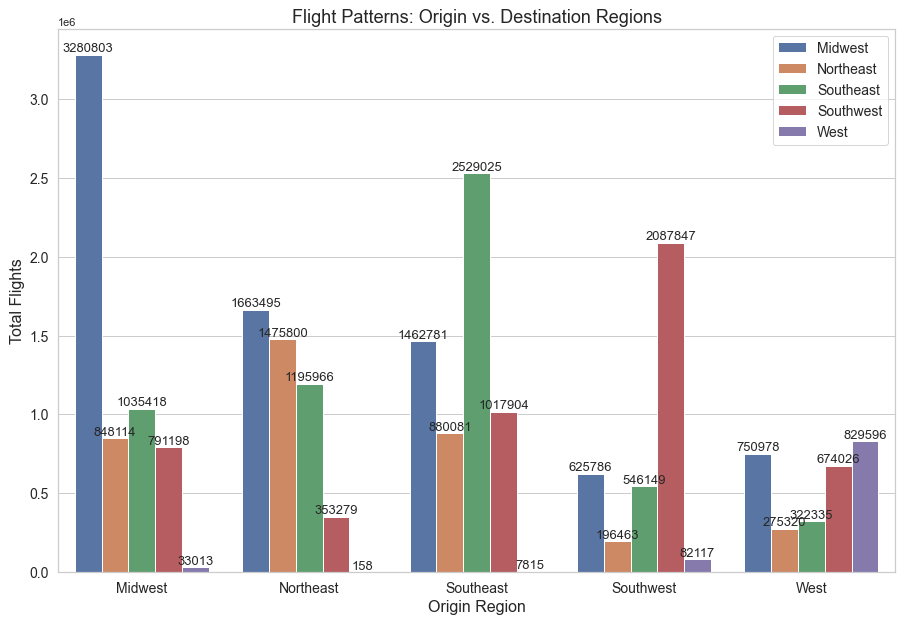 Flight Patterns: Origin vs. Destination Regions
1e6
Total Flights
3.0
2.5
2.0
1.5
1.0
0.5
0.0
Midwest
Northeast
Southeast
Southwest
West
3280803
848114
1035418
791198
33013
1663495
1475800
1195966
353279
158
1462781
880081
2529025
1017904
7815
625786
196463
546149
2087847
82117
750978
275320
322335
674026
829596
Midwest
Northeast
Southeast
Southwest
West
Origin Region